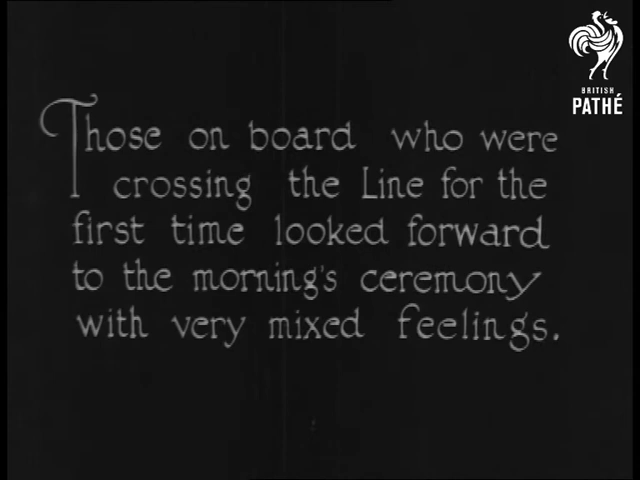 BRITISH
PATHÉ
Those on board who were
crossing the Line for the
first time looked forward
to the morning's ceremony
with very mixed feelings.